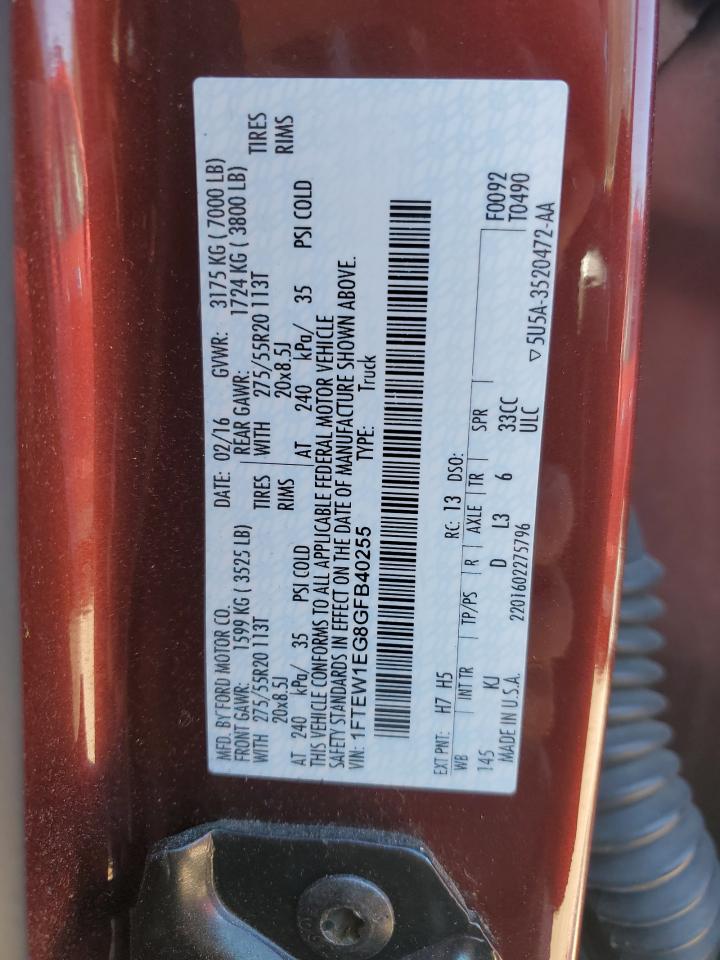 MFD. BY FORD MOTOR CO.
DATE: 02/16 GVWR: 3175 KG ( 7000 LB)
FRONT GAWR: 1599 KG ( 3525 LB) REAR GAWR: 1724 KG ( 3800 LB)
WITH 275/55R20 113T TIRES WITH 275/55R20 113T TIRES
20x8.5J RIMS 20x8.5J RIMS
AT 240 kPa/ 35 PSI COLD AT 240 kPa/ 35 PSI COLD
THIS VEHICLE CONFORMS TO ALL APPLICABLE FEDERAL MOTOR VEHICLE
SAFETY STANDARDS IN EFFECT ON THE DATE OF MANUFACTURE SHOWN ABOVE.
VIN: 1FTEW1EG8GFB40255 TYPE: Truck
EXT PNT: H7 H5 RC: 13 DSO:
WB INT TR TP/PS R AXLE TR SPR F0092
145 KJ D L3 6 33CC T0490
MADE IN U.S.A. 2201602275796 ULC
▽5U5A-3520472-AA